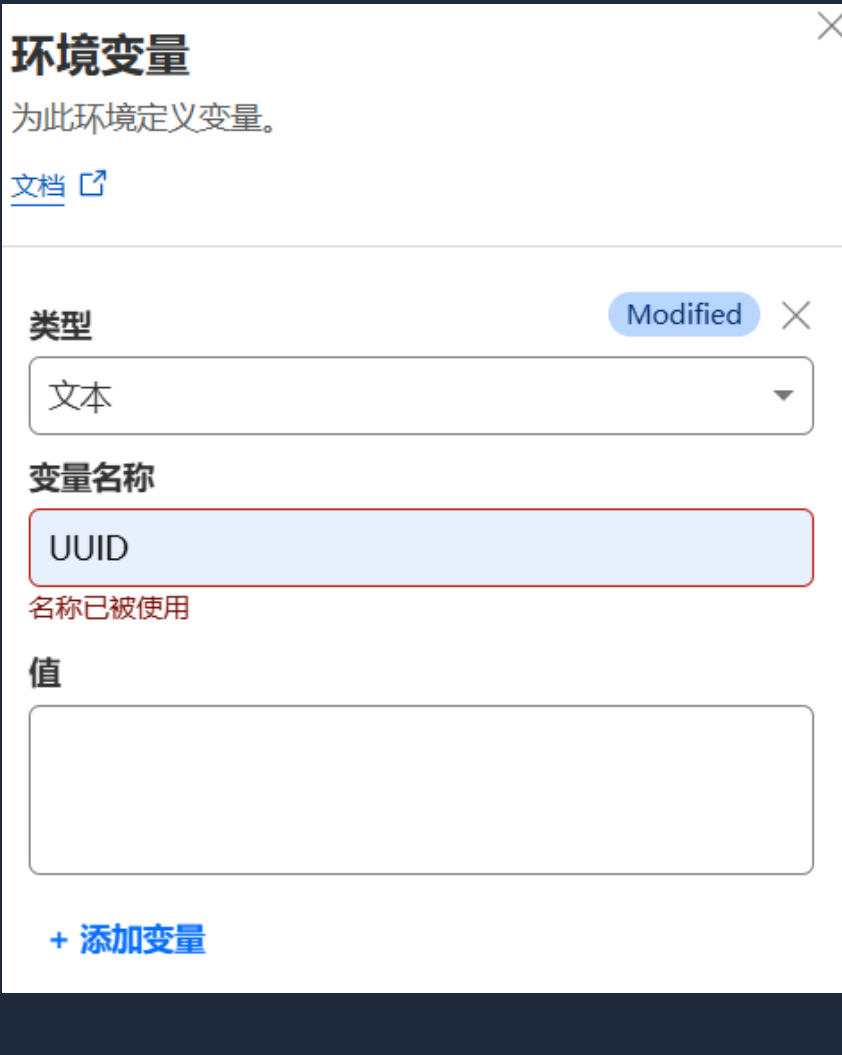 环境变量
为此环境定义变量。
文档
类型
Modified
文本
变量名称
UUID
名称已被使用
值
+ 添加变量